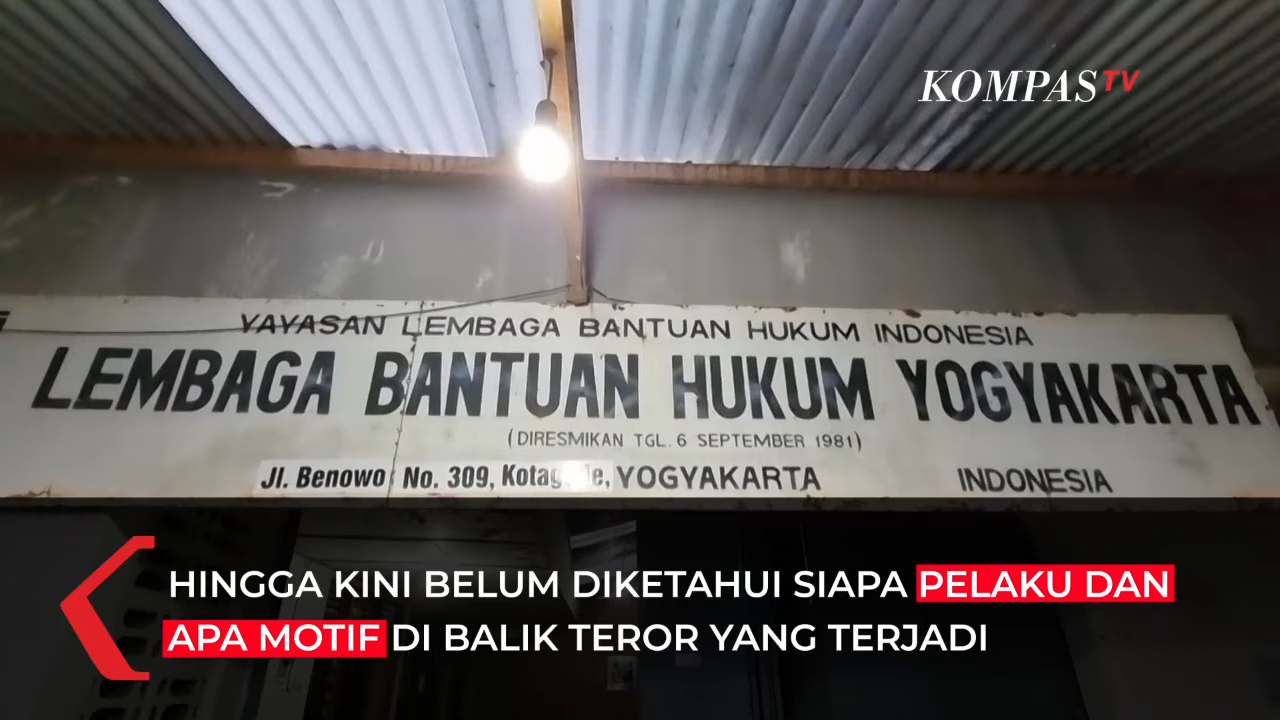 KOMPAS TV
YAYASAN LEMBAGA BANTUAN HUKUM INDONESIA
LEMBAGA BANTUAN HUKUM YOGYAKARTA
(DIRESMIKAN TGL. 6 SEPTEMBER 1981)
Jl. Benowo No. 309, YOGYAKARTA INDONESIA
HINGGA KINI BELUM DIKETAHUI SIAPA PELAKU DAN
APA MOTIF DI BALIK TEROR YANG TERJADI